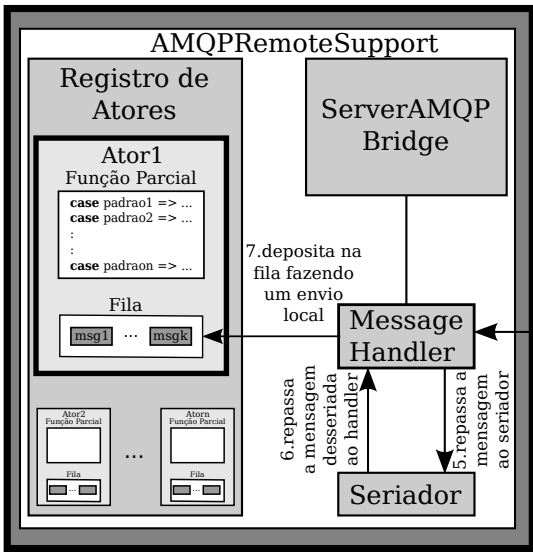 AMQPRemoteSupport
Registro de
Atores
Ator1
Função Parcial
case padrao1 => ...
case padrao2 => ...
:
:
case padraon => ...
Fila
msg1 ... msgk
Ator2
Função Parcial
Fila
...
...
Atorn
Função Parcial
Fila
...
ServerAMQP
Bridge
7.deposita na
fila fazendo
um envio
local
Message
Handler
6.repassa
a mensagem
desseriada
ao handler
5.repassa a
mensagem
ao seriador
Seriador